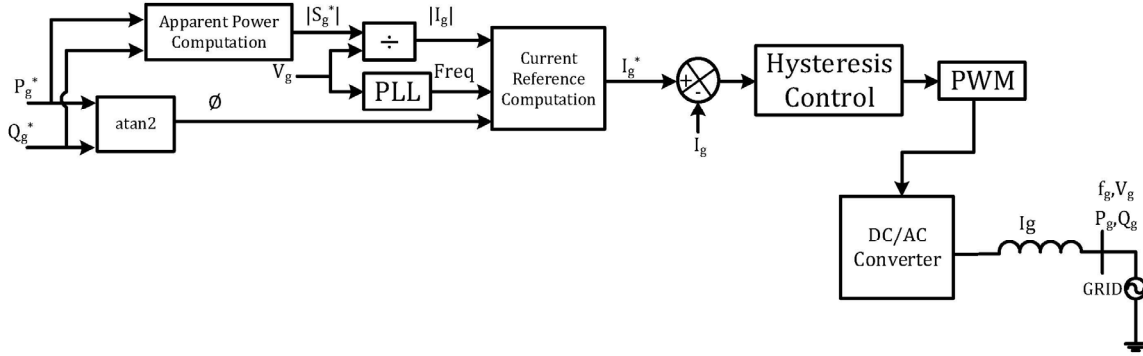 P_g^*
Q_g^*
Apparent Power
Computation
atan2
Ø
|S_g^*|
V_g
÷
PLL
|I_g|
Freq
Current
Reference
Computation
I_g^*
+
-
I_g
Hysteresis
Control
PWM
DC/AC
Converter
Ig
f_g,V_g
P_g,Q_g
GRID